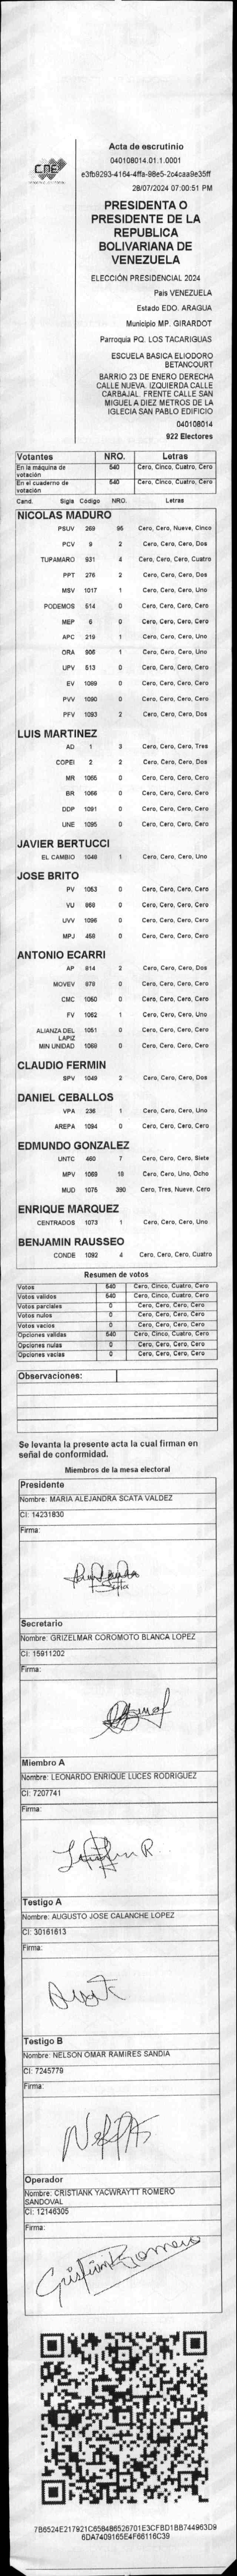 CNE
Acta de escrutinio
040108014.01.1.0001
e3fb9293-4164-4ffa-98e5-2c4caa9e35ff
28/07/2024 07:00:51 PM
PRESIDENTA O
PRESIDENTE DE LA
REPUBLICA
BOLIVARIANA DE
VENEZUELA
ELECCIÓN PRESIDENCIAL 2024
País VENEZUELA
Estado EDO. ARAGUA
Municipio MP. GIRARDOT
Parroquia PQ. LOS TACARIGUAS
ESCUELA BASICA ELIODORO
BETANCOURT
BARRIO 23 DE ENERO DERECHA
CALLE NUEVA. IZQUIERDA CALLE
CARBAJAL. FRENTE CALLE SAN
MIGUEL A DIEZ METROS DE LA
IGLECIA SAN PABLO EDIFICIO
040108014
922 Electores
Votantes NRO. Letras
En la máquina de votación 540 Cero, Cinco, Cuatro, Cero
En el cuaderno de votación 540 Cero, Cinco, Cuatro, Cero
Cand. Sigla Código NRO. Letras
NICOLAS MADURO
PSUV 269 95 Cero, Cero, Nueve, Cinco
PCV 9 2 Cero, Cero, Cero, Dos
TUPAMARO 931 4 Cero, Cero, Cero, Cuatro
PPT 276 2 Cero, Cero, Cero, Dos
MSV 1017 1 Cero, Cero, Cero, Uno
PODEMOS 514 0 Cero, Cero, Cero, Cero
MEP 6 0 Cero, Cero, Cero, Cero
APC 219 1 Cero, Cero, Cero, Uno
ORA 906 1 Cero, Cero, Cero, Uno
UPV 513 0 Cero, Cero, Cero, Cero
EV 1089 0 Cero, Cero, Cero, Cero
PVV 1090 0 Cero, Cero, Cero, Cero
PFV 1093 2 Cero, Cero, Cero, Dos
LUIS MARTINEZ
AD 1 3 Cero, Cero, Cero, Tres
COPEI 2 2 Cero, Cero, Cero, Dos
MR 1055 0 Cero, Cero, Cero, Cero
BR 1066 0 Cero, Cero, Cero, Cero
DDP 1091 0 Cero, Cero, Cero, Cero
UNE 1095 0 Cero, Cero, Cero, Cero
JAVIER BERTUCCI
EL CAMBIO 1048 1 Cero, Cero, Cero, Uno
JOSE BRITO
PV 1053 0 Cero, Cero, Cero, Cero
VU 968 0 Cero, Cero, Cero, Cero
UVV 1096 0 Cero, Cero, Cero, Cero
MPJ 458 0 Cero, Cero, Cero, Cero
ANTONIO ECARRI
AP 814 2 Cero, Cero, Cero, Dos
MOVEV 878 0 Cero, Cero, Cero, Cero
CMC 1050 0 Cero, Cero, Cero, Cero
FV 1052 1 Cero, Cero, Cero, Uno
ALIANZA DEL LAPIZ 1051 0 Cero, Cero, Cero, Cero
MIN UNIDAD 1068 0 Cero, Cero, Cero, Cero
CLAUDIO FERMIN
SPV 1049 2 Cero, Cero, Cero, Dos
DANIEL CEBALLOS
VPA 236 1 Cero, Cero, Cero, Uno
AREPA 1094 0 Cero, Cero, Cero, Cero
EDMUNDO GONZALEZ
UNTC 460 7 Cero, Cero, Cero, Siete
MPV 1069 18 Cero, Cero, Uno, Ocho
MUD 1075 390 Cero, Tres, Nueve, Cero
ENRIQUE MARQUEZ
CENTRADOS 1073 1 Cero, Cero, Cero, Uno
BENJAMIN RAUSSEO
CONDE 1092 4 Cero, Cero, Cero, Cuatro
Resumen de votos
Votos 540 Cero, Cinco, Cuatro, Cero
Votos validos 540 Cero, Cinco, Cuatro, Cero
Votos parciales 0 Cero, Cero, Cero, Cero
Votos nulos 0 Cero, Cero, Cero, Cero
Votos vacios 0 Cero, Cero, Cero, Cero
Opciones validas 540 Cero, Cinco, Cuatro, Cero
Opciones nulas 0 Cero, Cero, Cero, Cero
Opciones vacias 0 Cero, Cero, Cero, Cero
Observaciones:
Se levanta la presente acta la cual firman en
señal de conformidad.
Miembros de la mesa electoral
Presidente
Nombre: MARIA ALEJANDRA SCATA VALDEZ
CI: 14231830
Firma:
Secretario
Nombre: GRIZELMAR COROMOTO BLANCA LOPEZ
CI: 15911202
Firma:
Miembro A
Nombre: LEONARDO ENRIQUE LUCES RODRIGUEZ
CI: 7207741
Firma:
Testigo A
Nombre: AUGUSTO JOSE CALANCHE LOPEZ
CI: 30161613
Firma:
Testigo B
Nombre: NELSON OMAR RAMIRES SANDIA
CI: 7245779
Firma:
Operador
Nombre: CRISTIANK YACWRAYTT ROMERO
SANDOVAL
CI: 12146305
Firma:
Cristiank Romero
7B6524E217921C658486526701E3CFBD1BB744963D9
6DA7409165E4F66116C39